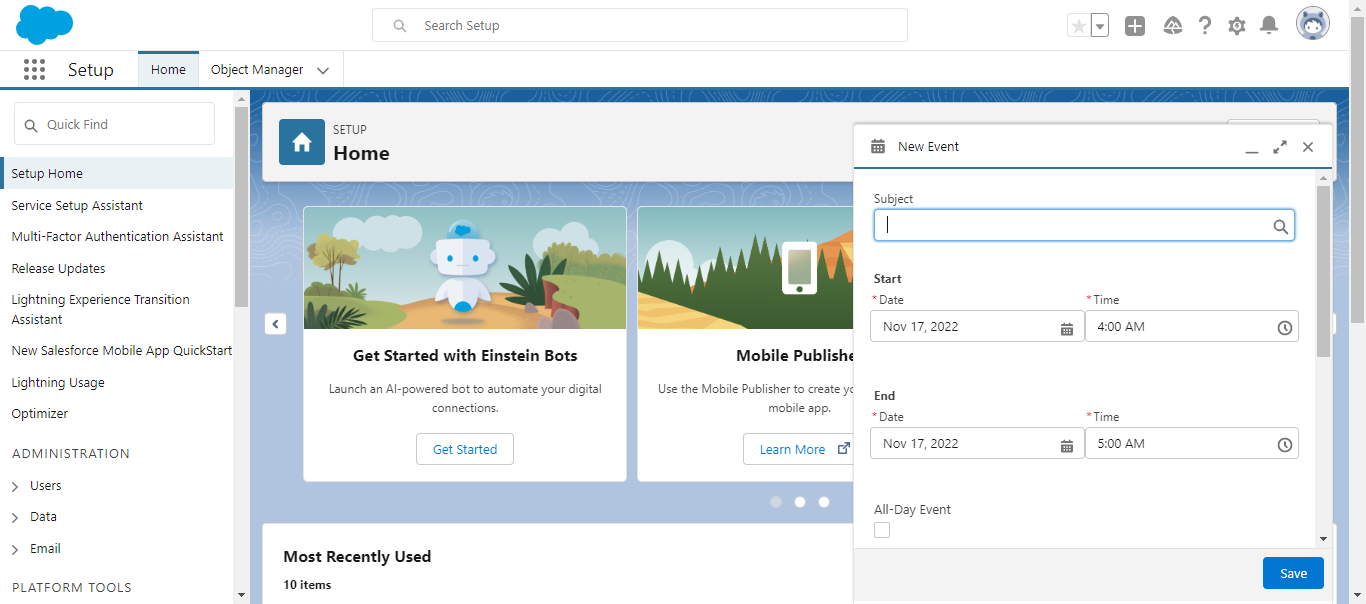 Search Setup
Setup
Home
Object Manager
Quick Find
Setup Home
Service Setup Assistant
Multi-Factor Authentication Assistant
Release Updates
Lightning Experience Transition
Assistant
New Salesforce Mobile App QuickStart
Lightning Usage
Optimizer
ADMINISTRATION
Users
Data
Email
PLATFORM TOOLS
SETUP
Home
Get Started with Einstein Bots
Launch an AI-powered bot to automate your digital
connections.
Get Started
Mobile Publishe
Use the Mobile Publisher to create yo
mobile app.
Learn More
Most Recently Used
10 items
New Event
Subject
Start
*Date
*Time
Nov 17, 2022
4:00 AM
End
*Date
*Time
Nov 17, 2022
5:00 AM
All-Day Event
Save